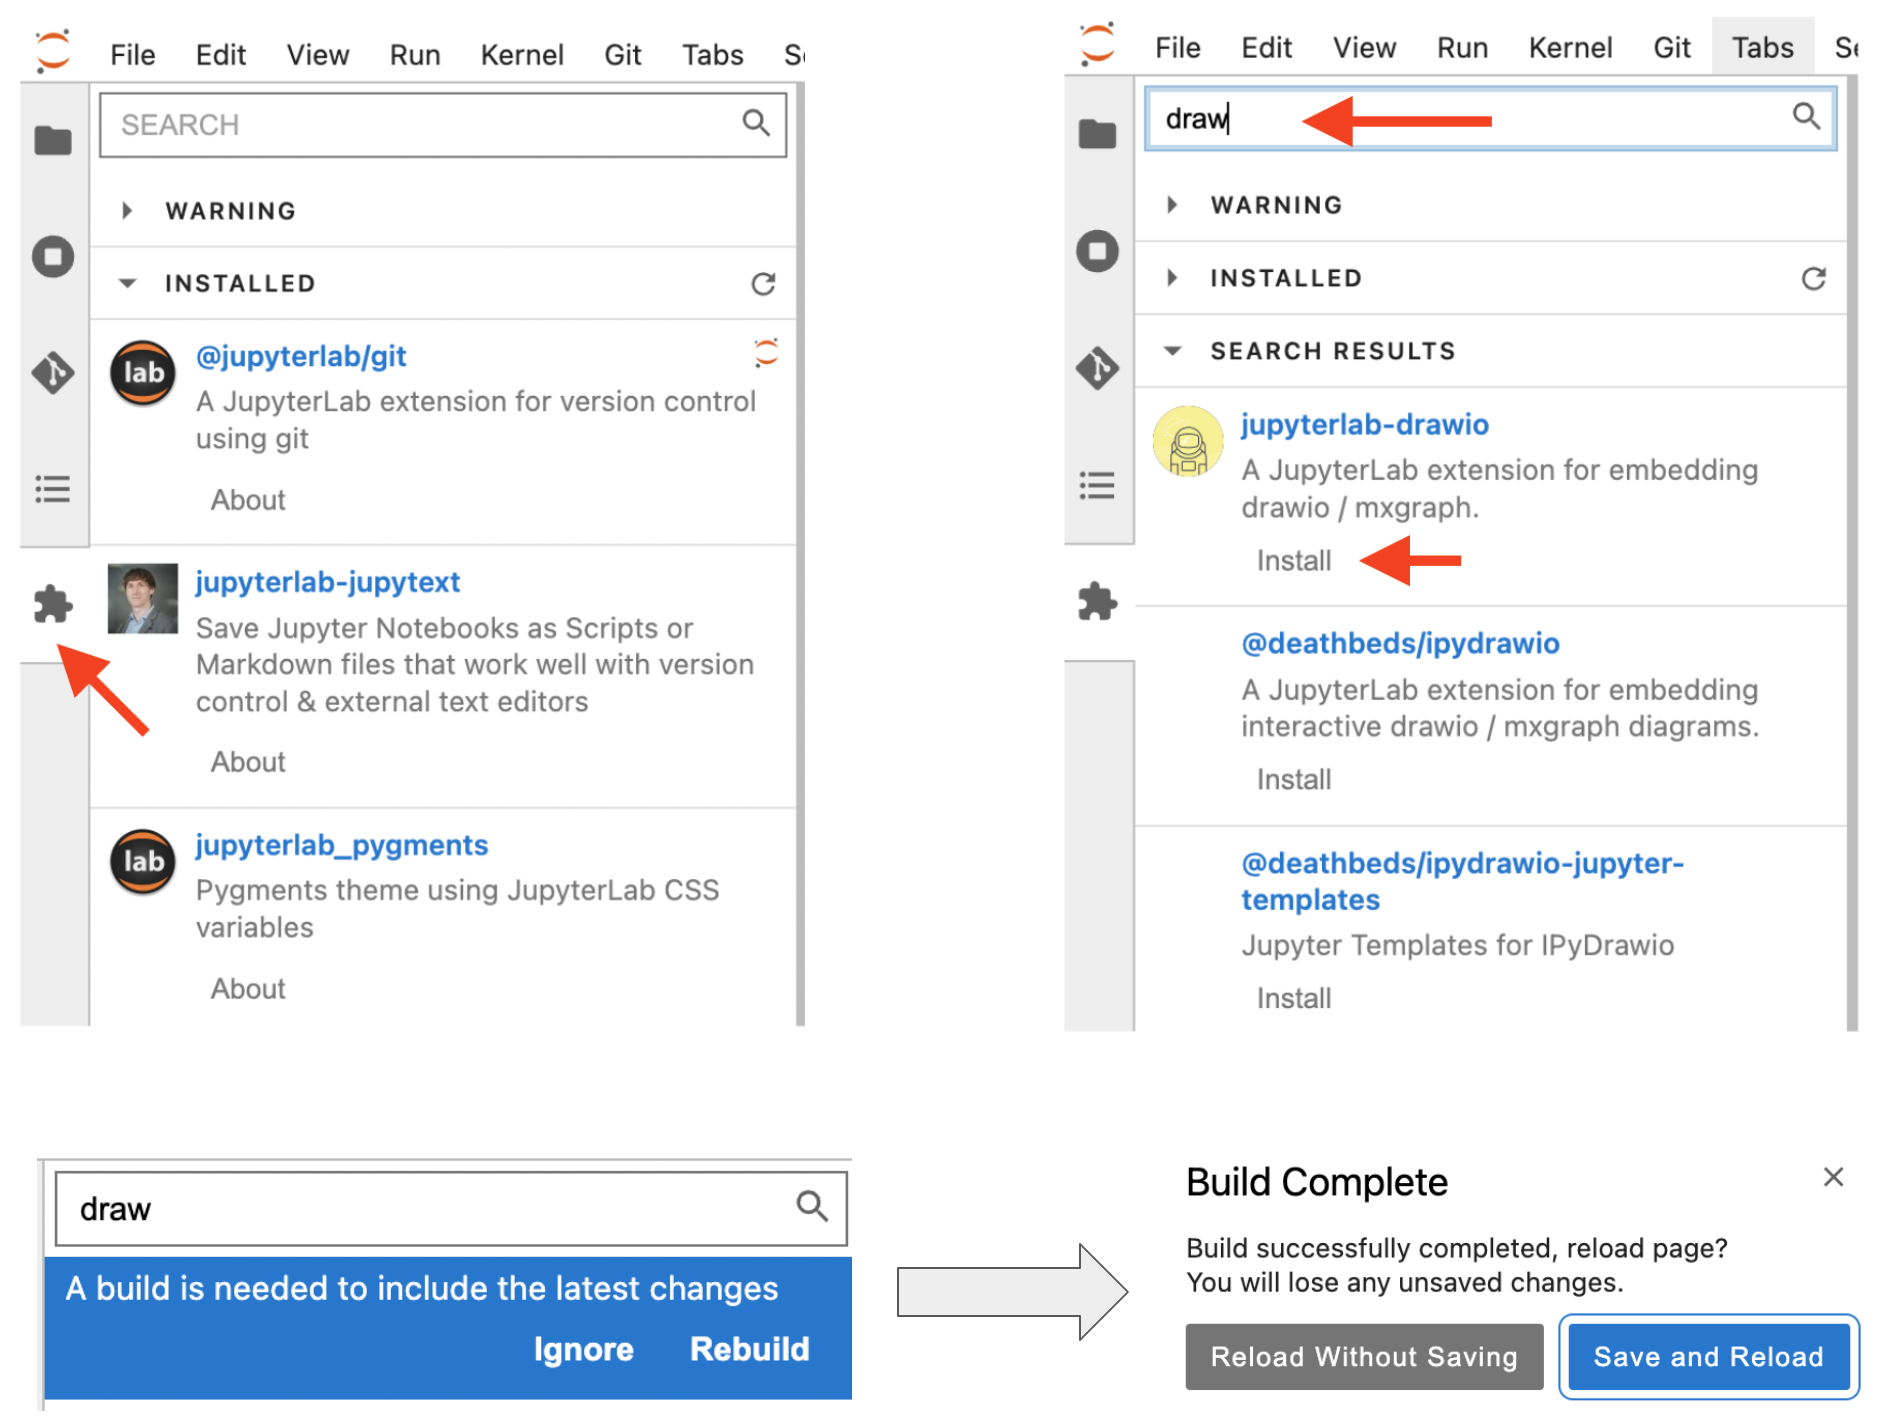 File Edit View Run Kernel Git Tabs
SEARCH
WARNING
INSTALLED
lab
@jupyterlab/git
A JupyterLab extension for version control
using git
About
jupyterlab-jupytext
Save Jupyter Notebooks as Scripts or
Markdown files that work well with version
control & external text editors
About
lab
jupyterlab_pygments
Pygments theme using JupyterLab CSS
variables
About
File Edit View Run Kernel Git Tabs
draw
WARNING
INSTALLED
SEARCH RESULTS
jupyterlab-drawio
A JupyterLab extension for embedding
drawio / mxgraph.
Install
@deathbeds/ipydrawio
A JupyterLab extension for embedding
interactive drawio / mxgraph diagrams.
Install
@deathbeds/ipydrawio-jupyter-
templates
Jupyter Templates for IPyDrawio
Install
draw
A build is needed to include the latest changes
Ignore Rebuild
Build Complete
Build successfully completed, reload page?
You will lose any unsaved changes.
Reload Without Saving Save and Reload